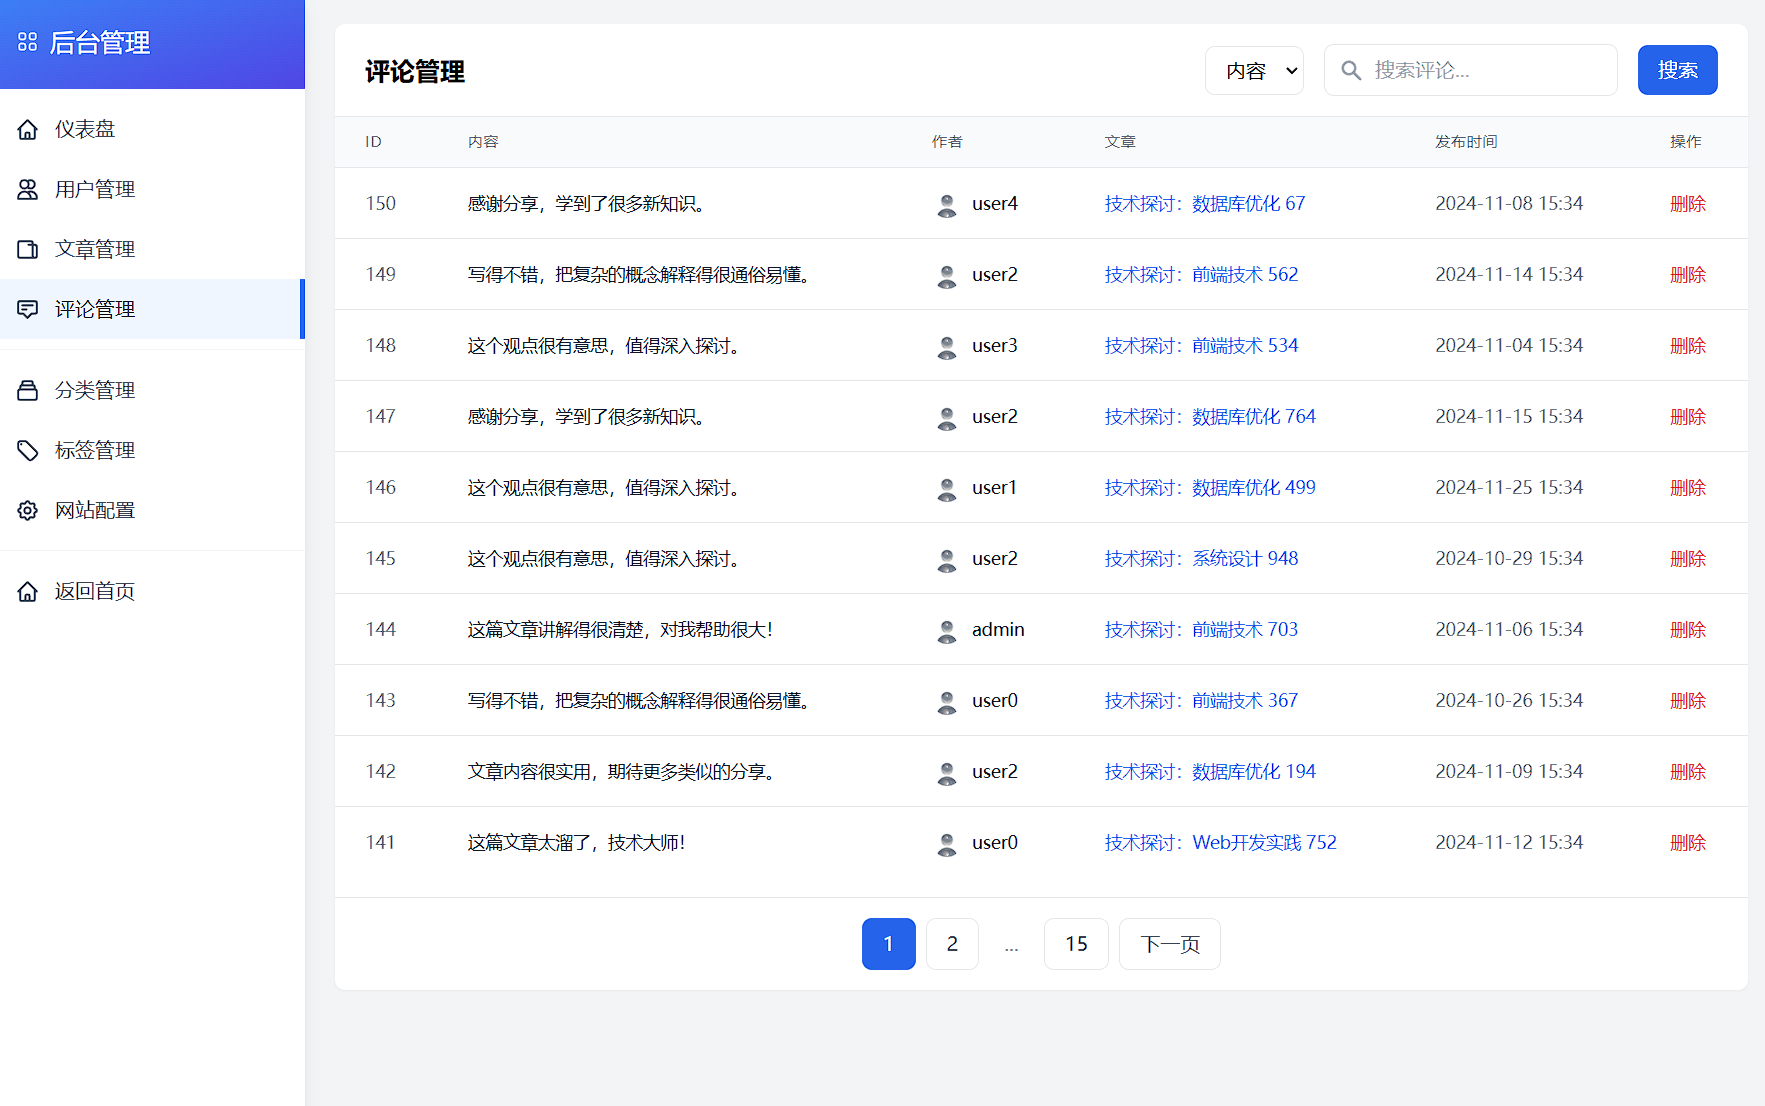 后台管理
仪表盘
用户管理
文章管理
评论管理
分类管理
标签管理
网站配置
返回首页
评论管理 内容 搜索评论... 搜索
ID 内容 作者 文章 发布时间 操作
150 感谢分享，学到了很多新知识。 user4 技术探讨：数据库优化 67 2024-11-08 15:34 删除
149 写得不错，把复杂的概念解释得很通俗易懂。 user2 技术探讨：前端技术 562 2024-11-14 15:34 删除
148 这个观点很有意思，值得深入探讨。 user3 技术探讨：前端技术 534 2024-11-04 15:34 删除
147 感谢分享，学到了很多新知识。 user2 技术探讨：数据库优化 764 2024-11-15 15:34 删除
146 这个观点很有意思，值得深入探讨。 user1 技术探讨：数据库优化 499 2024-11-25 15:34 删除
145 这个观点很有意思，值得深入探讨。 user2 技术探讨：系统设计 948 2024-10-29 15:34 删除
144 这篇文章讲解得很清楚，对我帮助很大！ admin 技术探讨：前端技术 703 2024-11-06 15:34 删除
143 写得不错，把复杂的概念解释得很通俗易懂。 user0 技术探讨：前端技术 367 2024-10-26 15:34 删除
142 文章内容很实用，期待更多类似的分享。 user2 技术探讨：数据库优化 194 2024-11-09 15:34 删除
141 这篇文章太溜了，技术大师！ user0 技术探讨：Web开发实践 752 2024-11-12 15:34 删除
1 2 ... 15 下一页